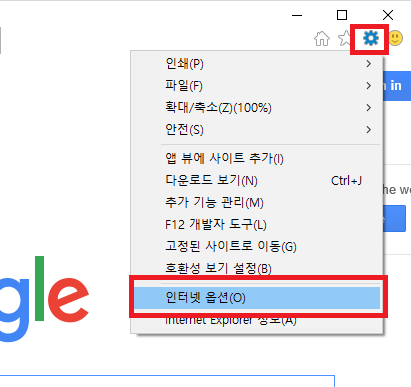 인쇄(P)
파일(F)
확대/축소(Z)(100%)
안전(S)
in
앱 뷰에 사이트 추가(I)
다운로드 보기(N) Ctrl+J
추가 기능 관리(M)
the we
F12 개발자 도구(L)
고정된 사이트로 이동(G)
호환성 보기 설정(B)
gle
인터넷 옵션(O)
Internet Explorer 정보(A)